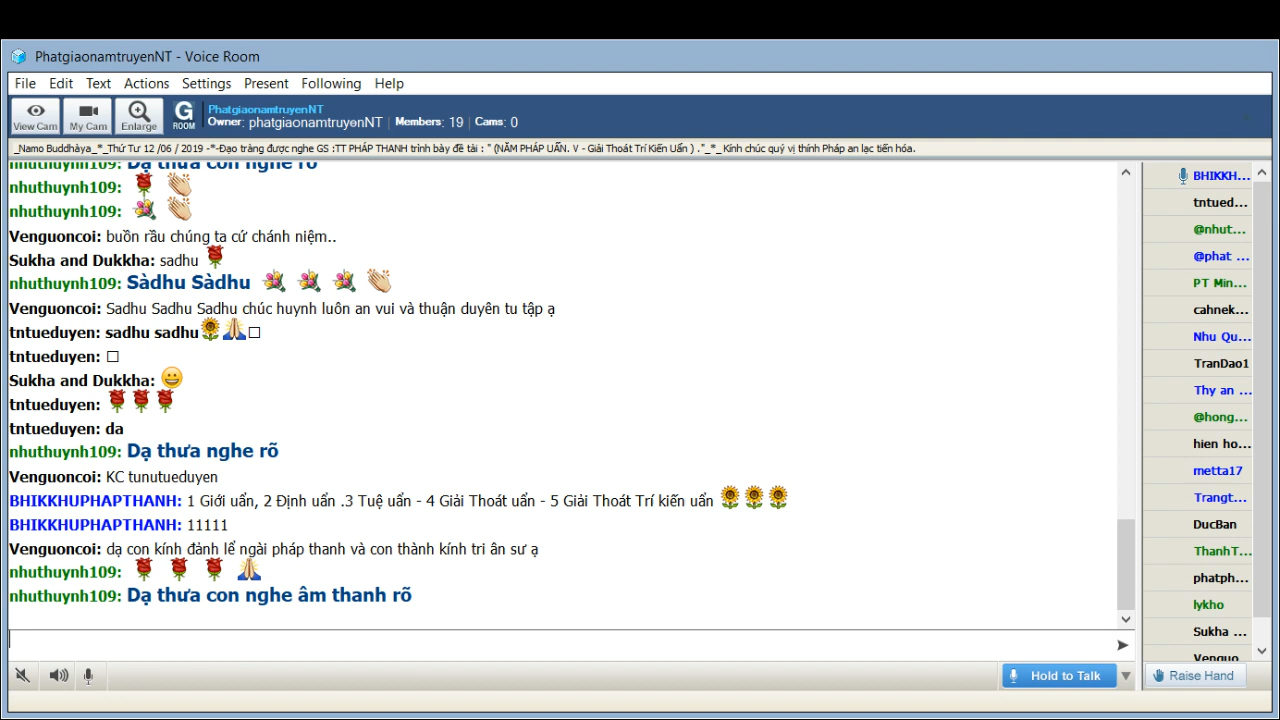 PhatgiaonamtruyenNT - Voice Room
File Edit Text Actions Settings Present Following Help
View Cam My Cam Enlarge G ROOM
PhatgiaonamtruyenNT
Owner: phatgiaonamtruyenNT | Members: 19 | Cams: 0
_Namo Buddhàya_*_Thứ Tư 12 /06 / 2019 -*-Đạo tràng được nghe GS :TT PHÁP THANH trình bày đề tài : " (NĂM PHÁP UẨN. V - Giải Thoát Trí Kiến Uẩn ) ."_*_ Kính chúc quý vị thính Pháp an lạc tiến hóa.
nhuthuynh109: Dạ thưa con nghe rõ
nhuthuynh109: 🌹 👏
nhuthuynh109: 💐 👏
Venguoncoi: buồn rầu chúng ta cứ chánh niệm..
Sukha and Dukkha: sadhu 🌹
nhuthuynh109: Sàdhu Sàdhu 💐 💐 💐 👏
Venguoncoi: Sadhu Sadhu Sadhu chúc huynh luôn an vui và thuận duyên tu tập ạ
tntueduyen: sadhu sadhu🌻🙏□
tntueduyen: □
Sukha and Dukkha: 😀
tntueduyen: 🌹🌹🌹
tntueduyen: da
nhuthuynh109: Dạ thưa nghe rõ
Venguoncoi: KC tunutueduyen
BHIKKHUPHAPTHANH: 1 Giới uẩn, 2 Định uẩn .3 Tuệ uẩn - 4 Giải Thoát uẩn - 5 Giải Thoát Trí kiến uẩn 🌻🌻🌻
BHIKKHUPHAPTHANH: 11111
Venguoncoi: dạ con kính đảnh lể ngài pháp thanh và con thành kính tri ân sư ạ
nhuthuynh109: 🌹 🌹 🌹 🙏
nhuthuynh109: Dạ thưa con nghe âm thanh rõ
Hold to Talk
BHIKKH...
tntued...
@nhut...
@phat ...
PT Min...
cahnek...
Nhu Qu...
TranDao1
Thy an ...
@hong...
hien ho...
metta17
Trangt...
DucBan
ThanhT...
phatph...
lykho
Sukha ...
Venguo
Raise Hand